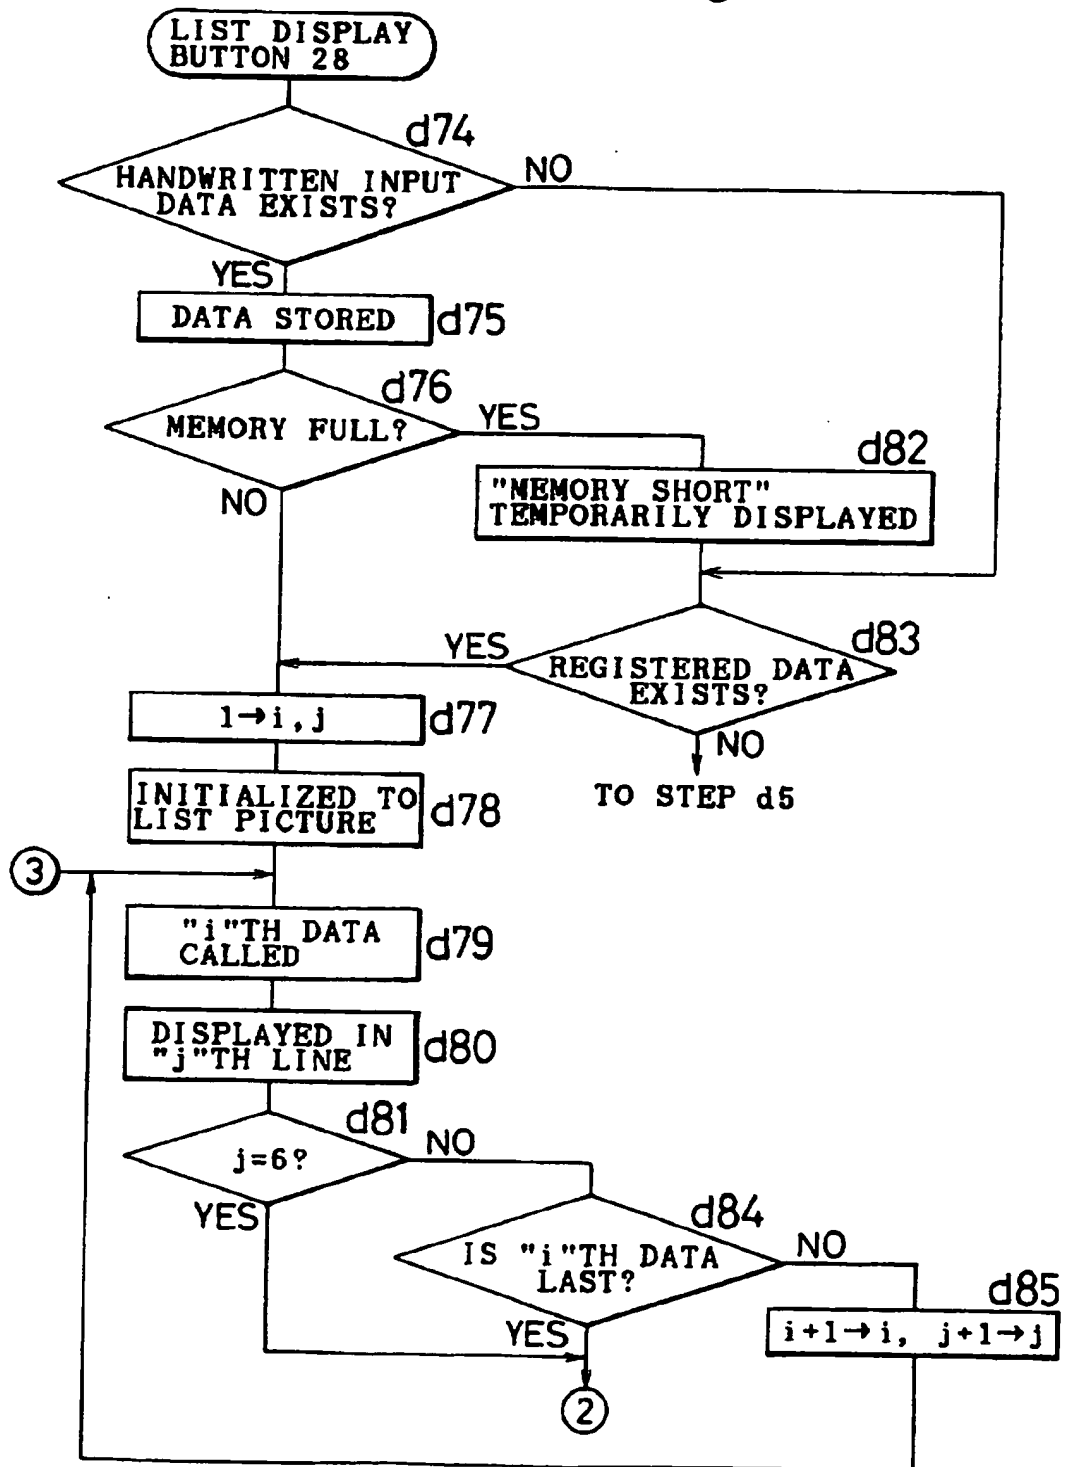 LIST DISPLAY
BUTTON 28
d74
HANDWRITTEN INPUT
DATA EXISTS?
NO
YES
DATA STORED
d75
d76
MEMORY FULL?
YES
NO
d82
"MEMORY SHORT"
TEMPORARILY DISPLAYED
d83
REGISTERED DATA
EXISTS?
YES
NO
TO STEP d5
1→i,j
d77
INITIALIZED TO
LIST PICTURE
d78
3
"i"TH DATA
CALLED
d79
DISPLAYED IN
"j"TH LINE
d80
d81
j=6?
NO
YES
d84
IS "i"TH DATA
LAST?
NO
YES
d85
i+1→i, j+1→j
2